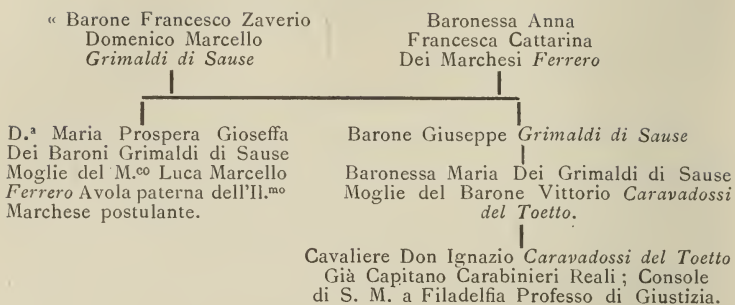 « Barone Francesco Zaverio
Domenico Marcello
Grimaldi di Sause
Baronessa Anna
Francesca Cattarina
Dei Marchesi Ferrero
D.ª Maria Prospera Gioseffa
Dei Baroni Grimaldi di Sause
Moglie del M.co Luca Marcello
Ferrero Avola paterna dell'Il.mo
Marchese postulante.
Barone Giuseppe Grimaldi di Sause
Baronessa Maria Dei Grimaldi di Sause
Moglie del Barone Vittorio Caravadossi
del Toetto.
Cavaliere Don Ignazio Caravadossi del Toetto
Già Capitano Carabinieri Reali ; Console
di S. M. a Filadelfia Professo di Giustizia.